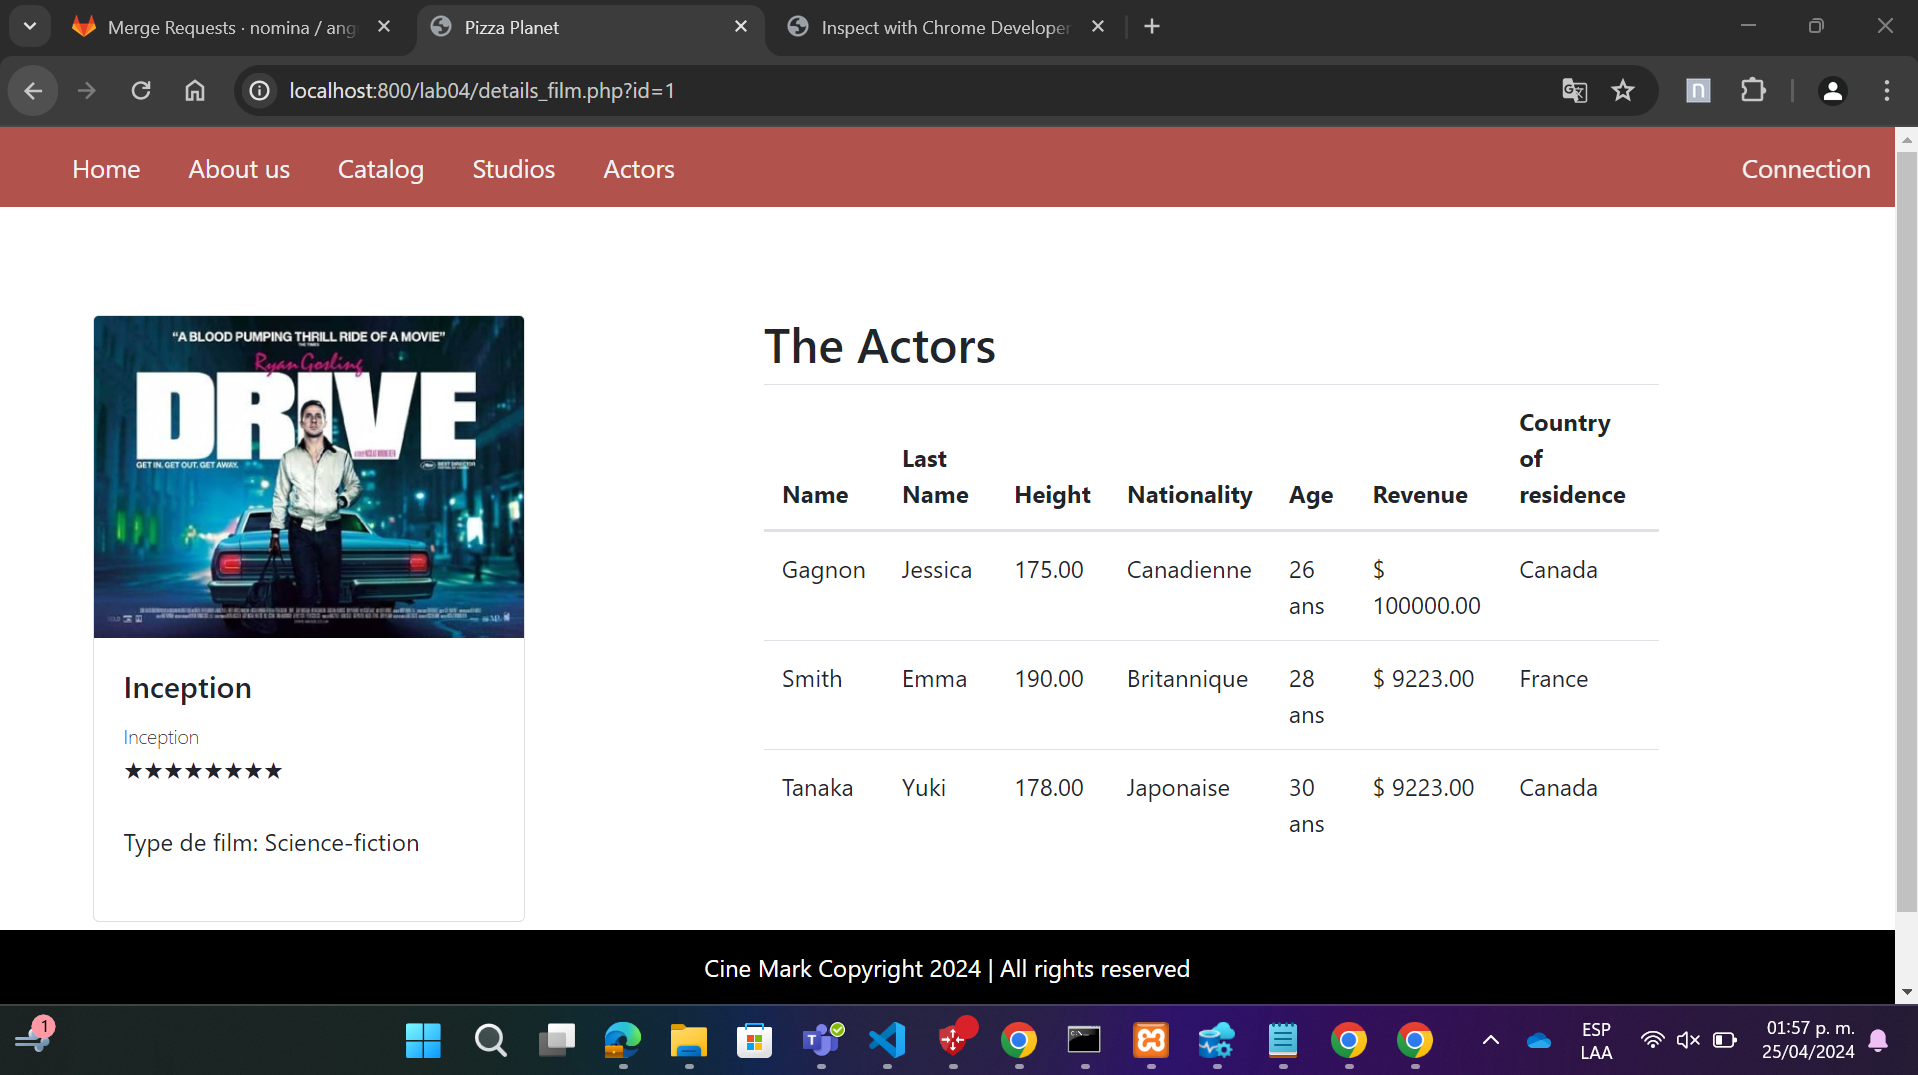 Merge Requests · nomina / ang
Pizza Planet
Inspect with Chrome Developer
localhost:800/lab04/details_film.php?id=1
n
Home
About us
Catalog
Studios
Actors
Connection
“A BLOOD PUMPING THRILL RIDE OF A MOVIE”
THE TIMES
Ryan Gosling
DRIVE
GET IN. GET OUT. GET AWAY.
Inception
Inception
★★★★★★★★
Type de film: Science-fiction
The Actors
Name Last Name Height Nationality Age Revenue Country of residence
Gagnon Jessica 175.00 Canadienne 26 ans $ 100000.00 Canada
Smith Emma 190.00 Britannique 28 ans $ 9223.00 France
Tanaka Yuki 178.00 Japonaise 30 ans $ 9223.00 Canada
Cine Mark Copyright 2024 | All rights reserved
1
ESP
LAA
01:57 p. m.
25/04/2024